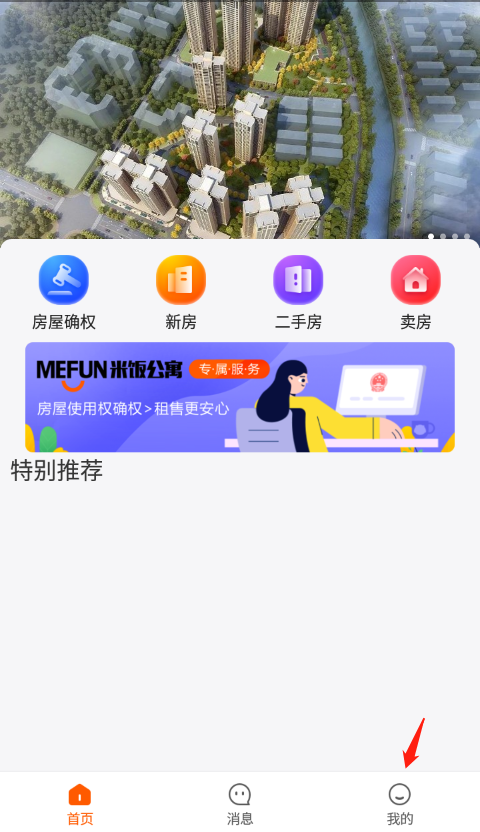 房屋确权
新房
二手房
卖房
MEFUN 米饭公寓 专·属·服·务
房屋使用权确权>租售更安心
特别推荐
首页
消息
我的